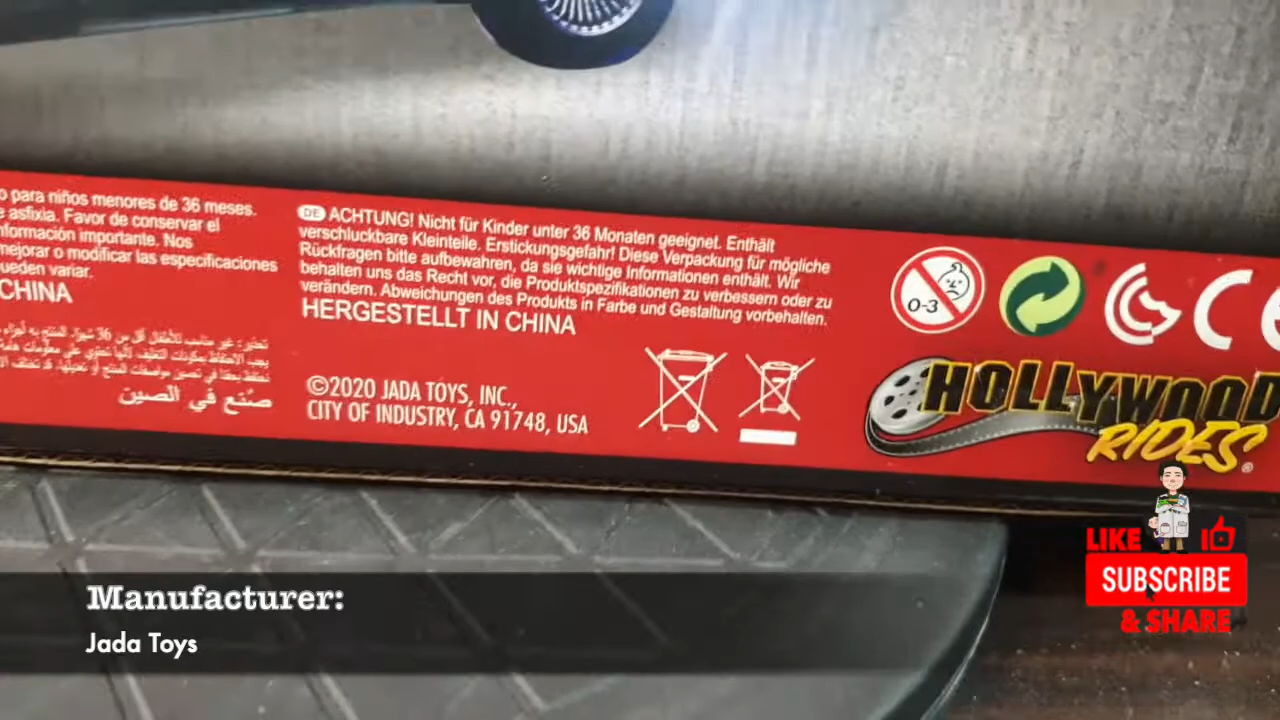 o para niños menores de 36 meses.
e asfixia. Favor de conservar el
nformación importante. Nos
mejorar o modificar las especificaciones
ueden variar.
CHINA
صنع في الصين
DE ACHTUNG! Nicht für Kinder unter 36 Monaten geeignet. Enthält
verschluckbare Kleinteile. Erstickungsgefahr! Diese Verpackung für mögliche
Rückfragen bitte aufbewahren, da sie wichtige Informationen enthält. Wir
behalten uns das Recht vor, die Produktspezifikationen zu verbessern oder zu
verändern. Abweichungen des Produkts in Farbe und Gestaltung vorbehalten.
HERGESTELLT IN CHINA
©2020 JADA TOYS, INC.,
CITY OF INDUSTRY, CA 91748, USA
0-3
CE
HOLLYWOOD
RIDES®
LIKE
SUBSCRIBE
& SHARE
Manufacturer:
Jada Toys